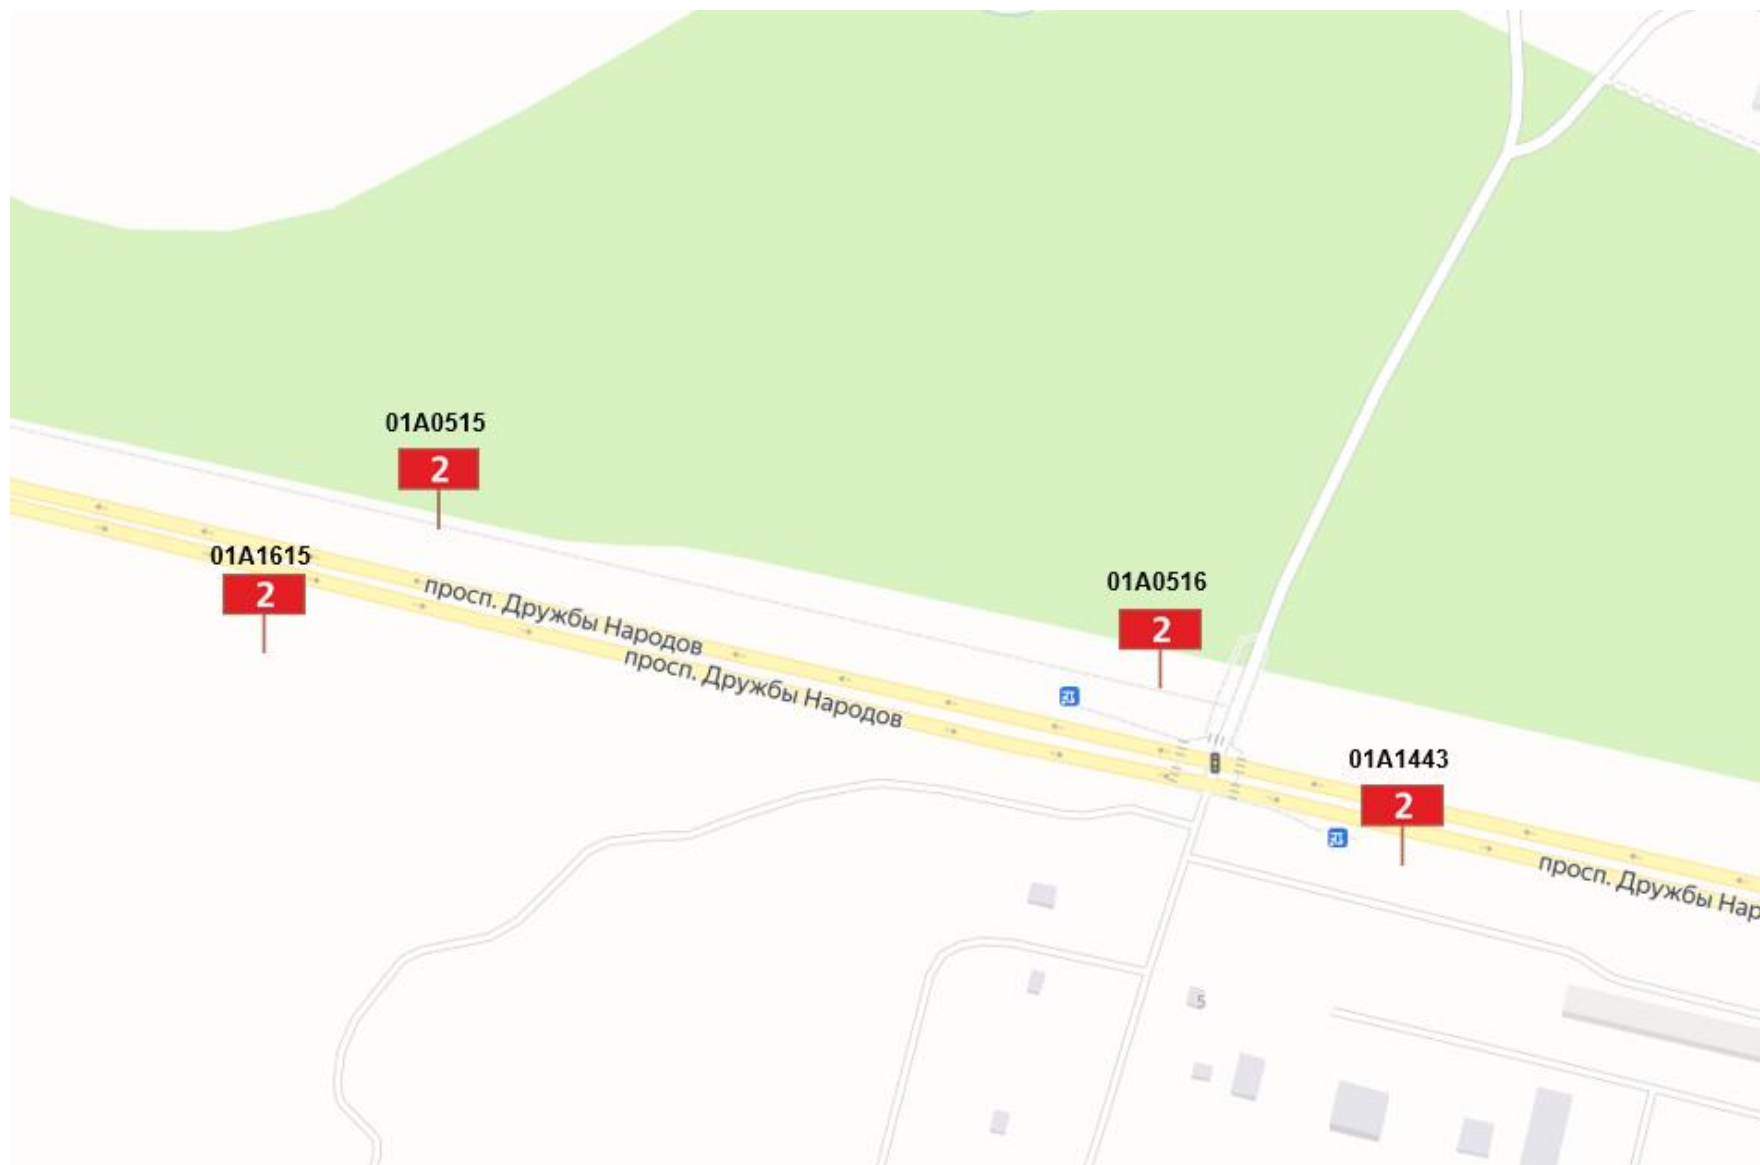 01A0515
2
01A1615
2
просп. Дружбы Народов
просп. Дружбы Народов
01A0516
2
01A1443
2
просп. Дружбы Нар
5